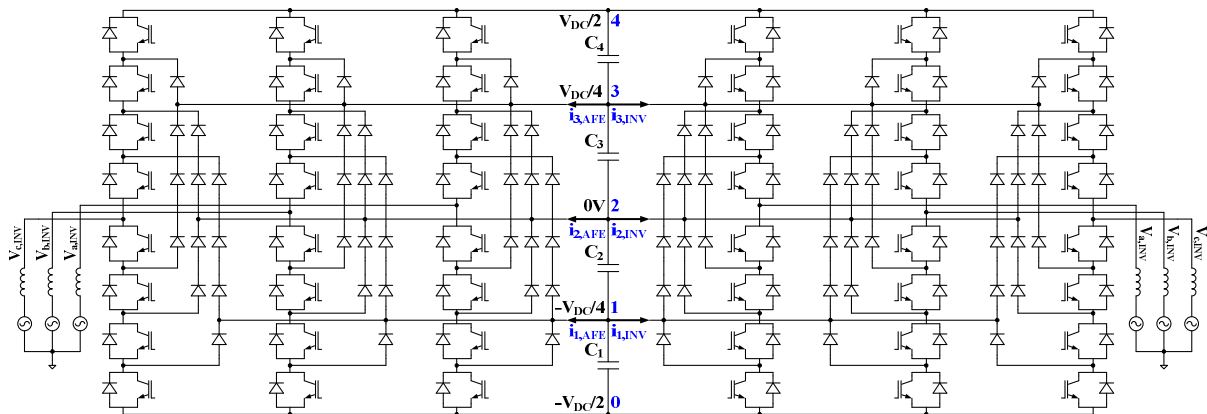 V_DC/2 4
C_4
V_DC/4 3
i_3,AFE i_3,INV
C_3
0V 2
i_2,AFE i_2,INV
C_2
-V_DC/4 1
i_1,AFE i_1,INV
C_1
-V_DC/2 0
V_c,INV
V_b,INV
V_a,INV
V_a,INV
V_b,INV
V_c,INV